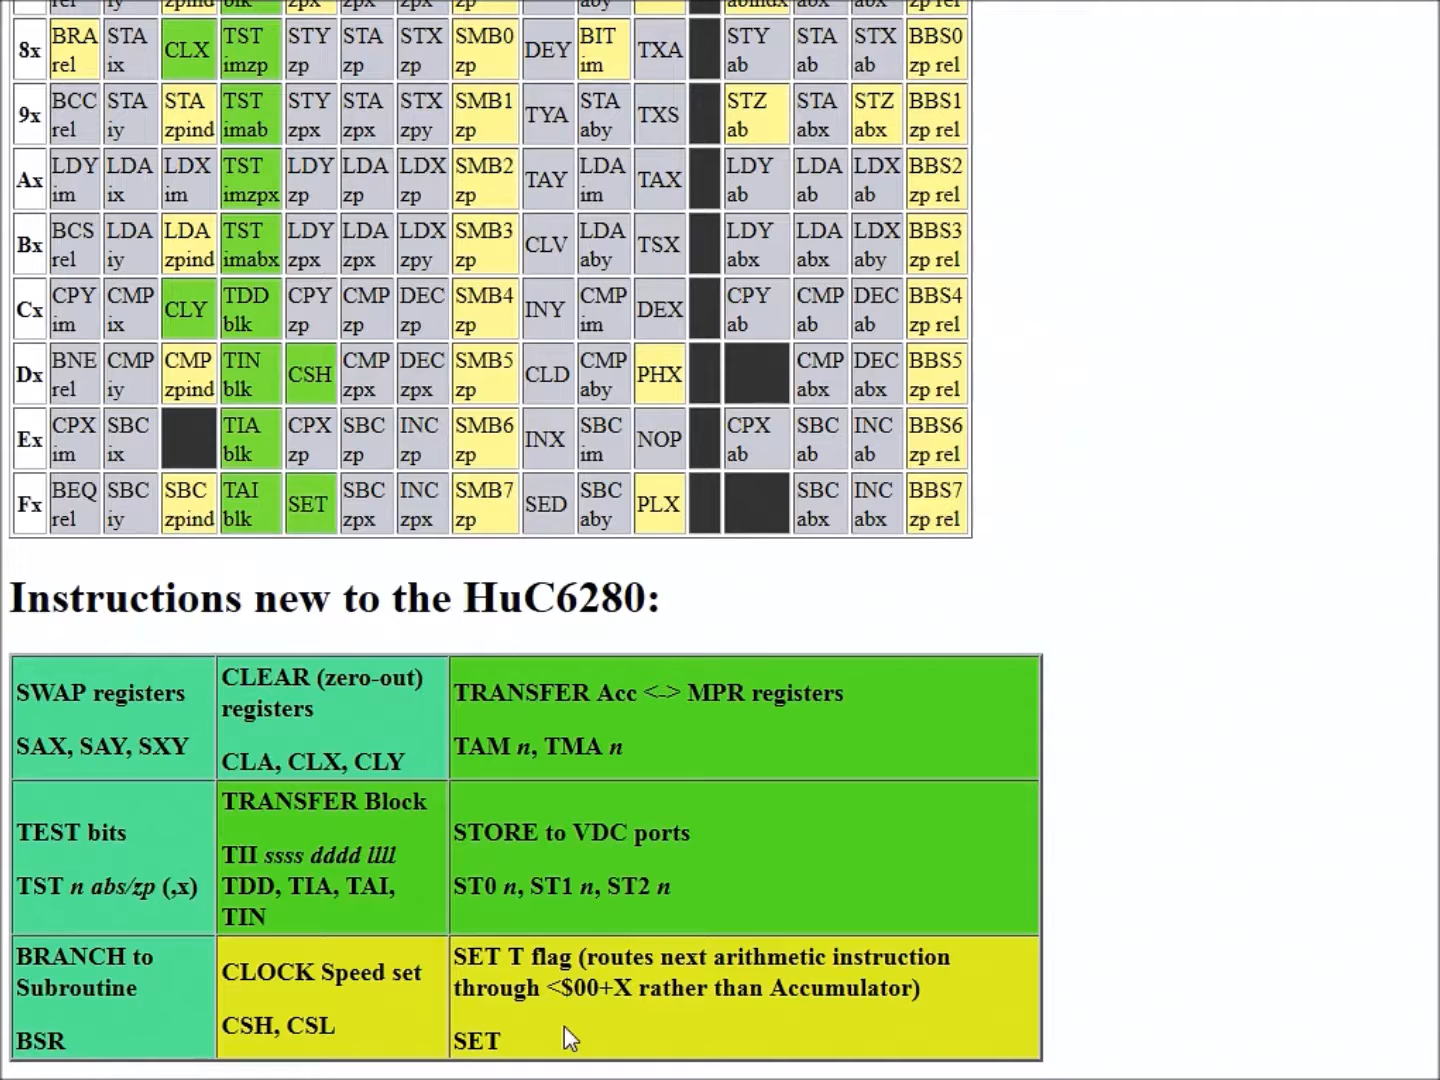 zpx zpx zpx zp
8x BRA STA CLX TST STY STA STX SMB0 DEY BIT TXA STY STA STX BBS0
rel ix imzp zp zp zp zp im ab ab ab zp rel
9x BCC STA STA TST STY STA STX SMB1 TYA STA TXS STZ STA STZ BBS1
rel iy zpind imab zpx zpx zpy zp aby ab abx abx zp rel
Ax LDY LDA LDX TST LDY LDA LDX SMB2 TAY LDA TAX LDY LDA LDX BBS2
im ix im imzpx zp zp zp zp im ab ab ab zp rel
Bx BCS LDA LDA TST LDY LDA LDX SMB3 CLV LDA TSX LDY LDA LDX BBS3
rel iy zpind imabx zpx zpx zpy zp aby abx abx aby zp rel
Cx CPY CMP CLY TDD CPY CMP DEC SMB4 INY CMP DEX CPY CMP DEC BBS4
im ix blk zp zp zp zp im ab ab ab zp rel
Dx BNE CMP CMP TIN CSH CMP DEC SMB5 CLD CMP PHX CMP DEC BBS5
rel iy zpind blk zpx zpx zp aby abx abx zp rel
Ex CPX SBC TIA CPX SBC INC SMB6 INX SBC NOP CPX SBC INC BBS6
im ix blk zp zp zp zp im ab ab ab zp rel
Fx BEQ SBC SBC TAI SET SBC INC SMB7 SED SBC PLX SBC INC BBS7
rel iy zpind blk zpx zpx zp aby abx abx zp rel
Instructions new to the HuC6280:
SWAP registers
SAX, SAY, SXY
CLEAR (zero-out)
registers
CLA, CLX, CLY
TRANSFER Acc <-> MPR registers
TAM n, TMA n
TEST bits
TST n abs/zp (,x)
TRANSFER Block
TII ssss dddd llll
TDD, TIA, TAI,
TIN
STORE to VDC ports
ST0 n, ST1 n, ST2 n
BRANCH to
Subroutine
BSR
CLOCK Speed set
CSH, CSL
SET T flag (routes next arithmetic instruction
through <$00+X rather than Accumulator)
SET